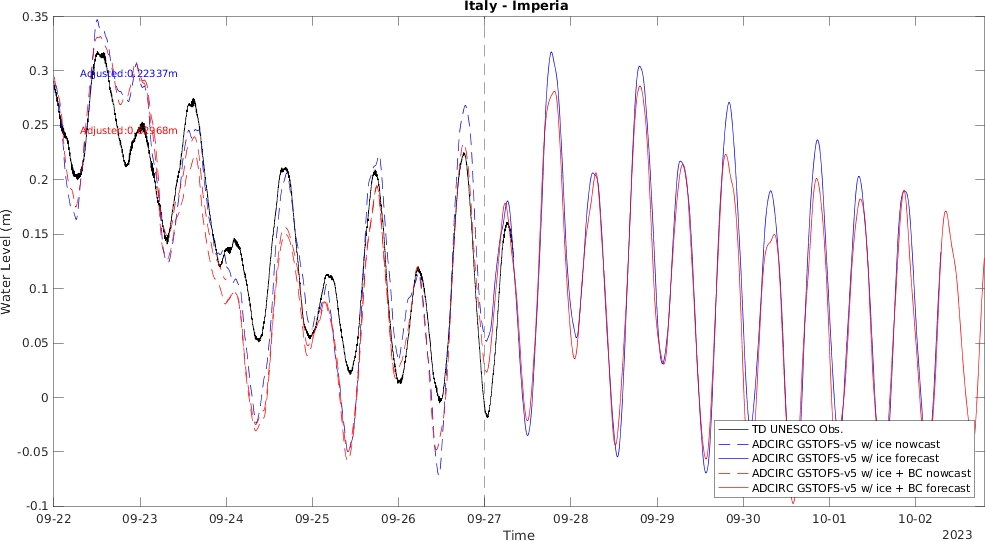 Italy - Imperia
0.35
0.3
0.25
0.2
0.15
0.1
0.05
0
-0.05
-0.1
Water Level (m)
Adjusted:0.22337m
TD UNESCO Obs.
ADCIRC GSTOFS-v5 w/ ice nowcast
ADCIRC GSTOFS-v5 w/ ice forecast
ADCIRC GSTOFS-v5 w/ ice + BC nowcast
ADCIRC GSTOFS-v5 w/ ice + BC forecast
09-22 09-23 09-24 09-25 09-26 09-27 09-28 09-29 09-30 10-01 10-02
Time
2023